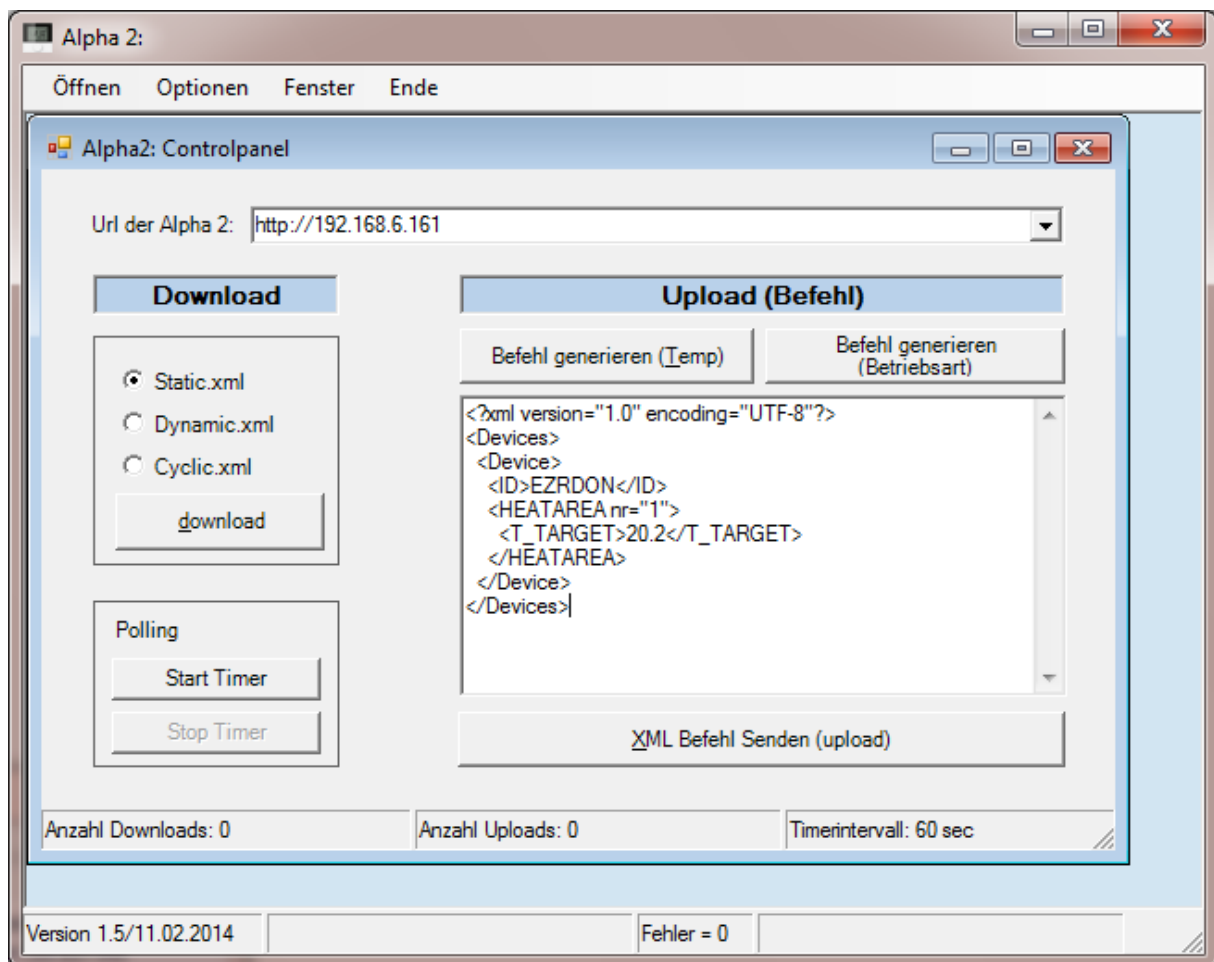 Alpha 2:
Öffnen Optionen Fenster Ende
Alpha2: Controlpanel
Url der Alpha 2: http://192.168.6.161
Download
Upload (Befehl)
Befehl generieren (Temp)
Befehl generieren
(Betriebsart)
Static.xml
Dynamic.xml
Cyclic.xml
download
<?xml version="1.0" encoding="UTF-8"?>
<Devices>
<Device>
<ID>EZRDON</ID>
<HEATAREA nr="1">
<T_TARGET>20.2</T_TARGET>
</HEATAREA>
</Device>
</Devices>
Polling
Start Timer
Stop Timer
XML Befehl Senden (upload)
Anzahl Downloads: 0
Anzahl Uploads: 0
Timerintervall: 60 sec
Version 1.5/11.02.2014
Fehler = 0